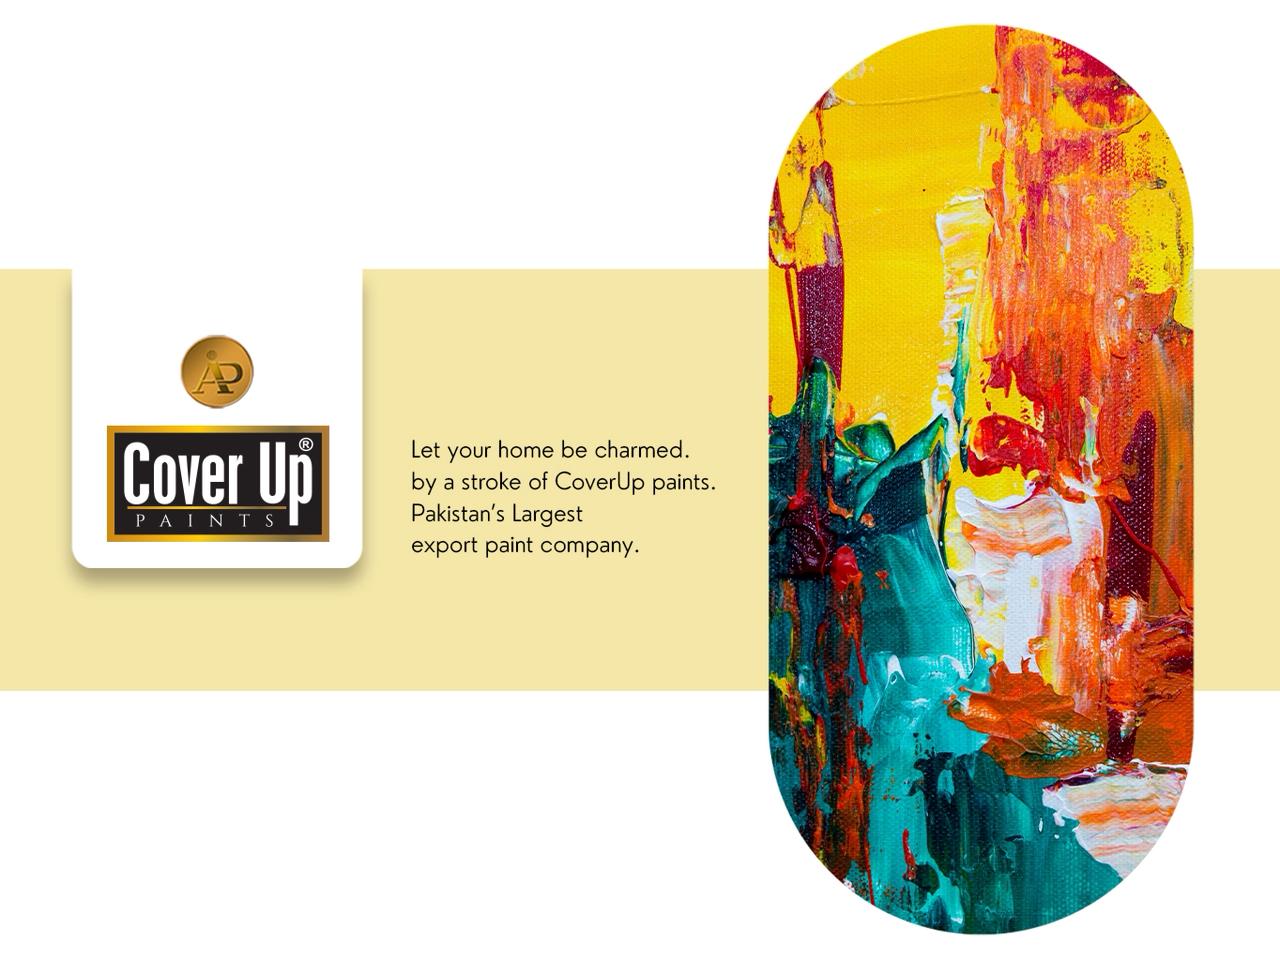 AP
Cover Up®
PAINTS
Let your home be charmed.
by a stroke of CoverUp paints.
Pakistan's Largest
export paint company.